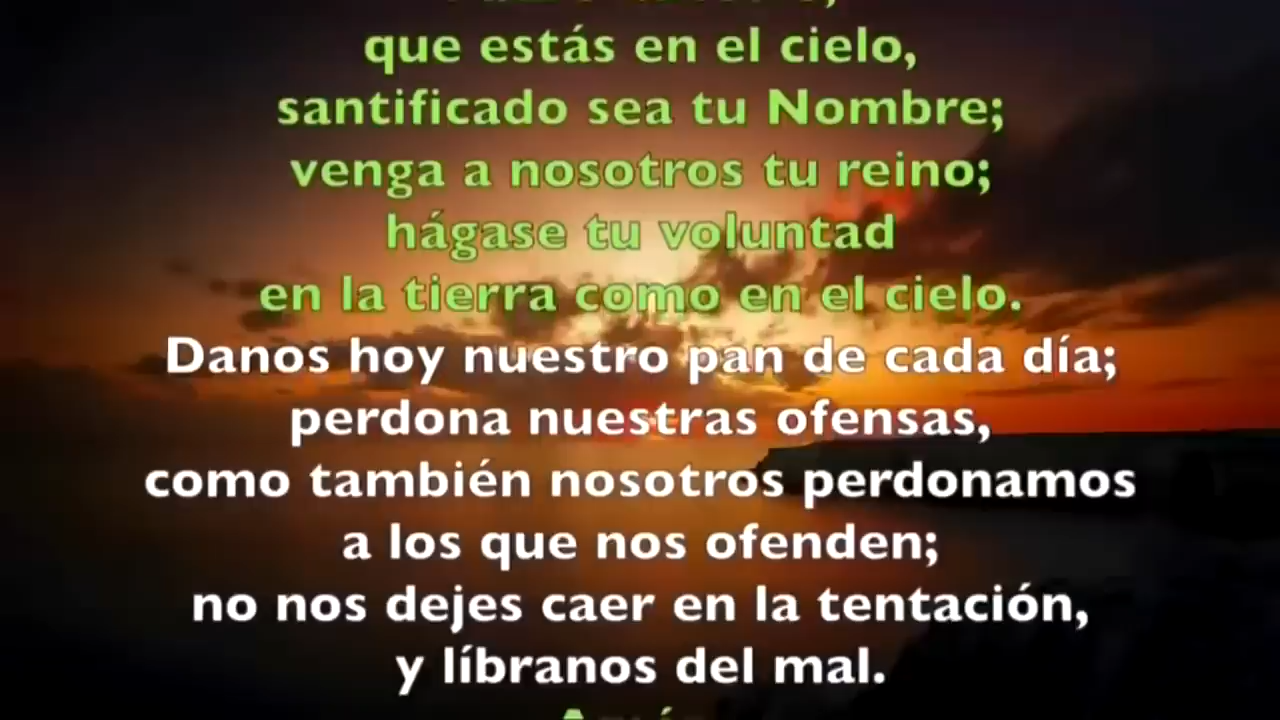 que estás en el cielo,
santificado sea tu Nombre;
venga a nosotros tu reino;
hágase tu voluntad
en la tierra como en el cielo.
Danos hoy nuestro pan de cada día;
perdona nuestras ofensas,
como también nosotros perdonamos
a los que nos ofenden;
no nos dejes caer en la tentación,
y líbranos del mal.